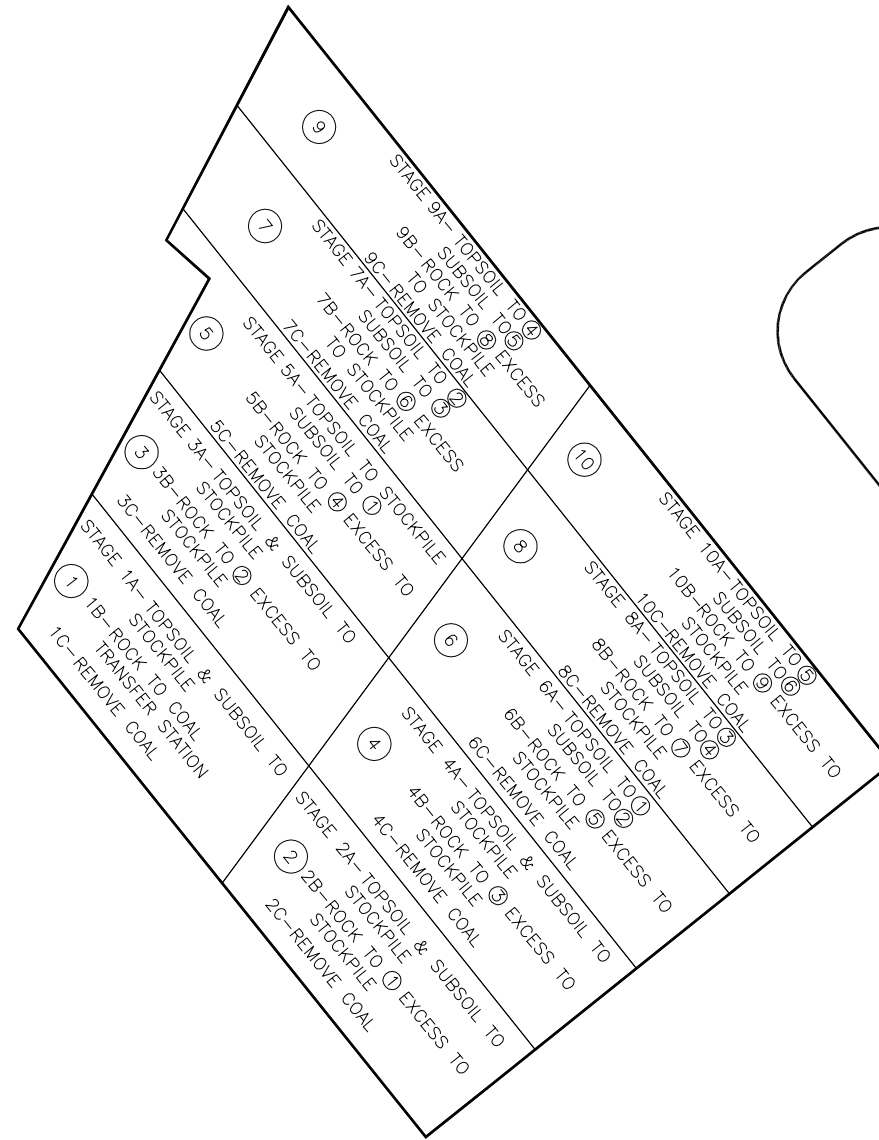 9
STAGE 9A- TOPSOIL TO 4
SUBSOIL TO 5
9B- ROCK TO 8 EXCESS
TO STOCKPILE
9C- REMOVE COAL
7
STAGE 7A- TOPSOIL TO 2
SUBSOIL TO 3
7B-ROCK TO 6 EXCESS
TO STOCKPILE
7C-REMOVE COAL
5
STAGE 5A- TOPSOIL TO STOCKPILE
SUBSOIL TO 1
5B-ROCK TO 4 EXCESS TO
STOCKPILE
5C-REMOVE COAL
3
STAGE 3A- TOPSOIL & SUBSOIL TO
STOCKPILE
3B-ROCK TO 2 EXCESS TO
STOCKPILE
3C-REMOVE COAL
1
STAGE 1A- TOPSOIL & SUBSOIL TO
STOCKPILE
1B-ROCK TO COAL
TRANSFER STATION
1C-REMOVE COAL
10
STAGE 10A- TOPSOIL TO 5
SUBSOIL TO 6
10B-ROCK TO 9 EXCESS TO
STOCKPILE
10C-REMOVE COAL
8
STAGE 8A- TOPSOIL TO 3
SUBSOIL TO 4
8B-ROCK TO 7 EXCESS TO
STOCKPILE
8C-REMOVE COAL
6
STAGE 6A- TOPSOIL TO 1
SUBSOIL TO 2
6B-ROCK TO 5 EXCESS TO
STOCKPILE
6C-REMOVE COAL
4
STAGE 4A- TOPSOIL & SUBSOIL TO
STOCKPILE
4B-ROCK TO 3 EXCESS TO
STOCKPILE
4C-REMOVE COAL
2
STAGE 2A- TOPSOIL & SUBSOIL TO
STOCKPILE
2B-ROCK TO 1 EXCESS TO
STOCKPILE
2C-REMOVE COAL